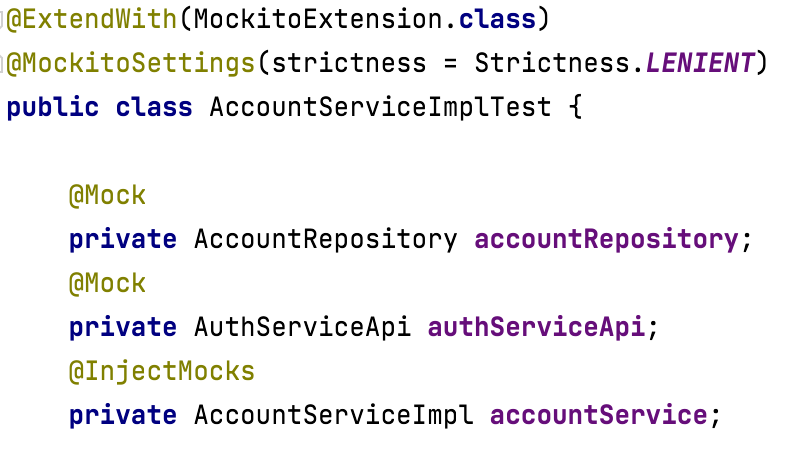 @ExtendWith(MockitoExtension.class)
@MockitoSettings(strictness = Strictness.LENIENT)
public class AccountServiceImplTest {
@Mock
private AccountRepository accountRepository;
@Mock
private AuthServiceApi authServiceApi;
@InjectMocks
private AccountServiceImpl accountService;